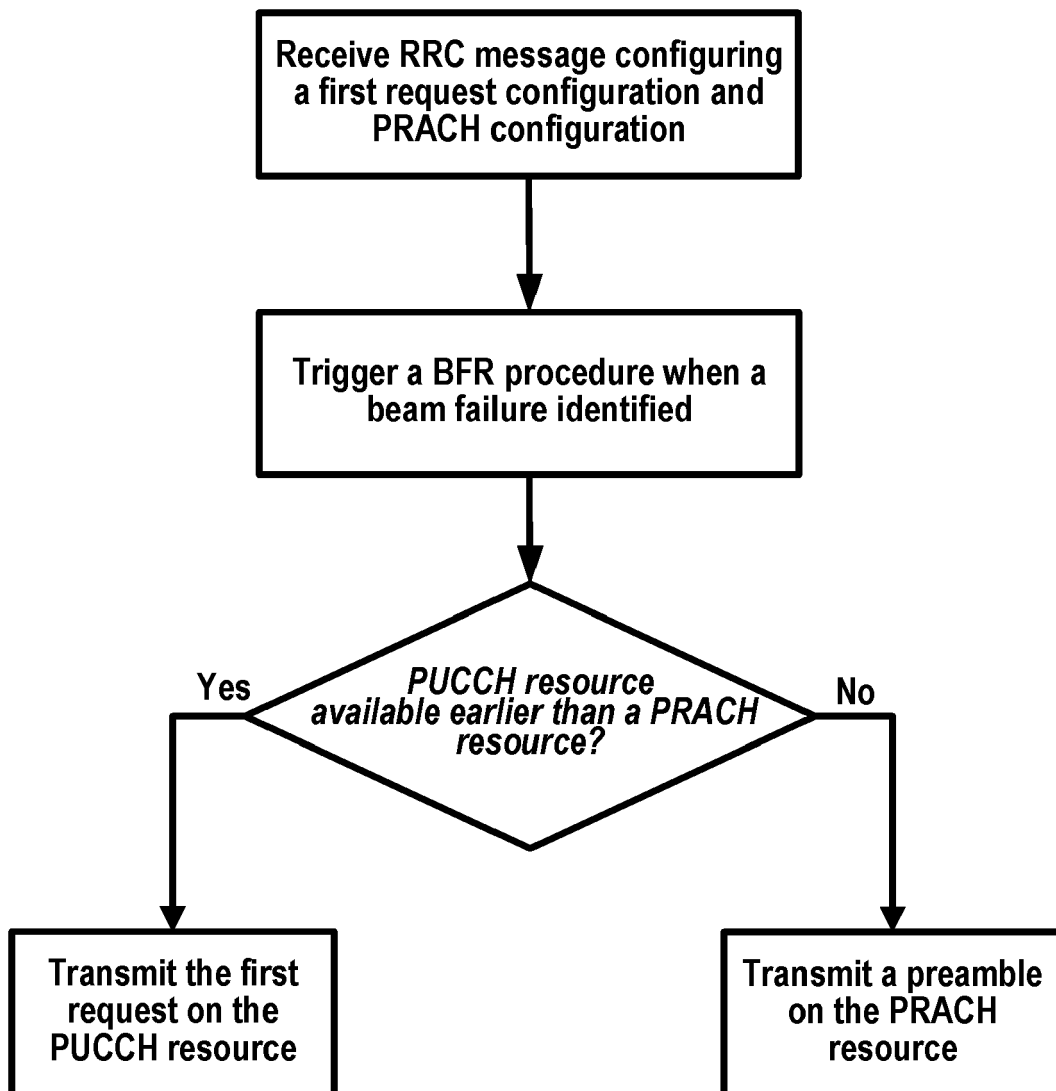 Receive RRC message configuring
a first request configuration and
PRACH configuration
Trigger a BFR procedure when a
beam failure identified
PUCCH resource
available earlier than a PRACH
resource?
Yes
No
Transmit the first
request on the
PUCCH resource
Transmit a preamble
on the PRACH
resource